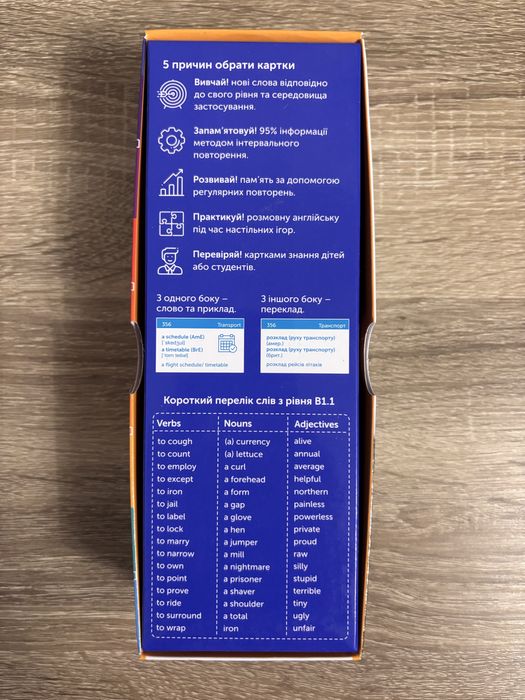 5 причин обрати картки
Вивчай! нові слова відповідно
до свого рівня та середовища
застосування.
Запам'ятовуй! 95% інформації
методом інтервального
повторення.
Розвивай! пам'ять за допомогою
регулярних повторень.
Практикуй! розмовну англійську
під час настільних ігор.
Перевіряй! картками знання дітей
або студентів.
З одного боку –
слово та приклад.
356 Transport
a schedule (AmE)
a timetable (BrE)
a flight schedule/ timetable
З іншого боку –
переклад.
356 Транспорт
розклад (руху транспорту)
(амер.)
розклад (руху транспорту)
(брит.)
розклад рейсів літаків
Короткий перелік слів з рівня B1.1
Verbs Nouns Adjectives
to cough (a) currency alive
to count (a) lettuce annual
to employ a curl average
to except a forehead helpful
to iron a form northern
to jail a gap painless
to label a glove powerless
to lock a hen private
to marry a jumper proud
to narrow a mill raw
to own a nightmare silly
to point a prisoner stupid
to prove a shaver terrible
to ride a shoulder tiny
to surround a total ugly
to wrap iron unfair